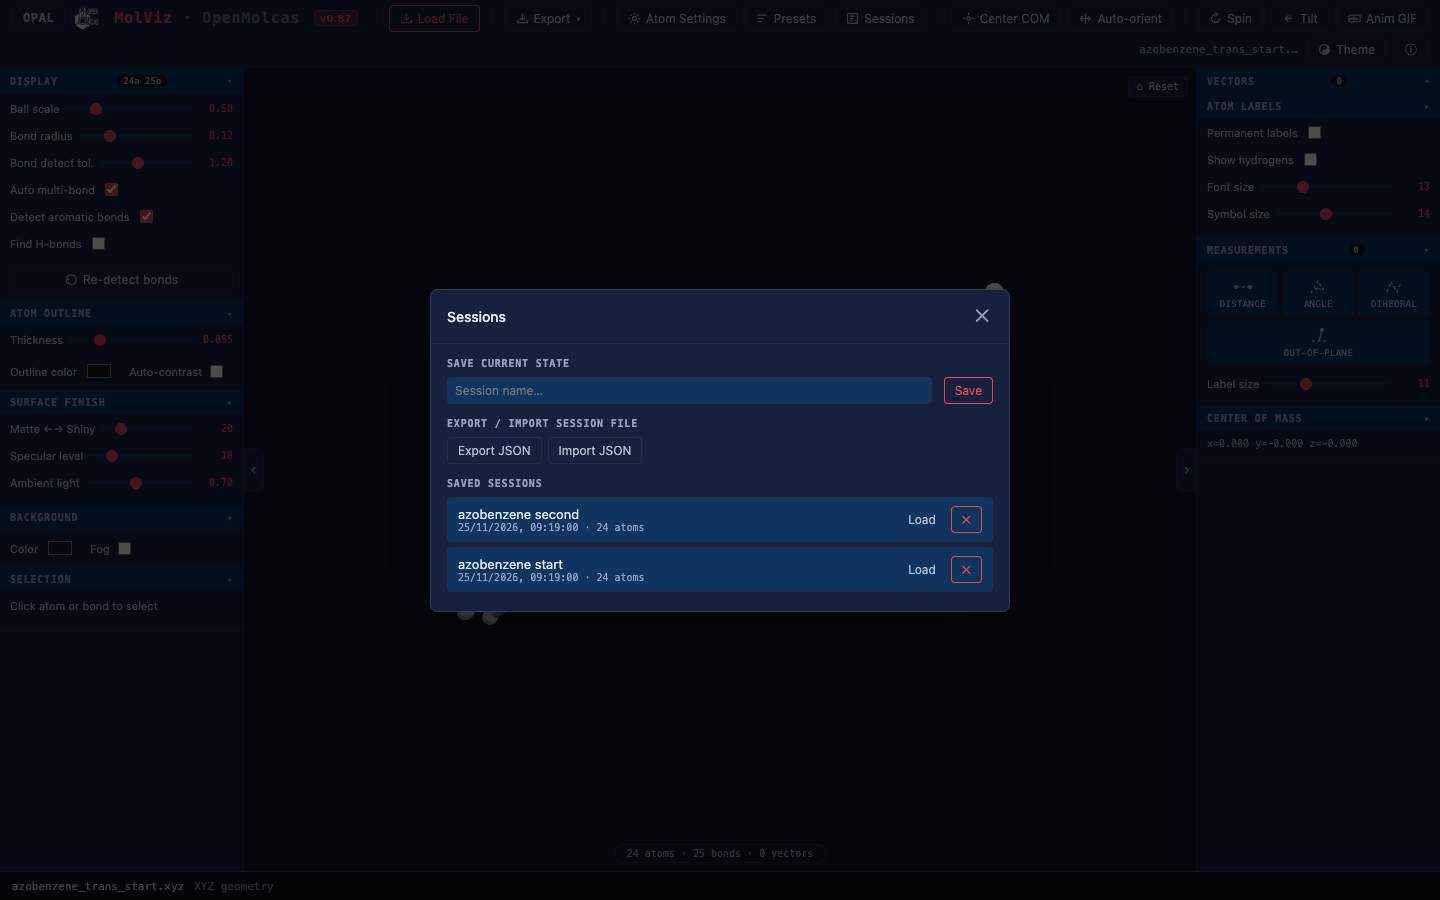 OPAL MolViz · OpenMolcas v0.87 Load File Export Atom Settings Presets Sessions Center COM Auto-orient Spin Tilt Anim GIF
azobenzene_trans_start.… Theme
DISPLAY 24a 25b
Ball scale 0.50
Bond radius 0.12
Bond detect tol. 1.20
Auto multi-bond
Detect aromatic bonds
Find H-bonds
Re-detect bonds
ATOM OUTLINE
Thickness 0.055
Outline color Auto-contrast
SURFACE FINISH
Matte ↔ Shiny 20
Specular level 18
Ambient light 0.70
BACKGROUND
Color Fog
SELECTION
Click atom or bond to select
Reset
Sessions
SAVE CURRENT STATE
Session name...
Save
EXPORT / IMPORT SESSION FILE
Export JSON Import JSON
SAVED SESSIONS
azobenzene second
25/11/2026, 09:19:00 · 24 atoms
Load
azobenzene start
25/11/2026, 09:19:00 · 24 atoms
Load
24 atoms · 25 bonds · 0 vectors
VECTORS 0
ATOM LABELS
Permanent labels
Show hydrogens
Font size 13
Symbol size 14
MEASUREMENTS 0
DISTANCE ANGLE DIHEDRAL
OUT-OF-PLANE
Label size 11
CENTER OF MASS
x=0.000 y=-0.000 z=-0.000
azobenzene_trans_start.xyz XYZ geometry